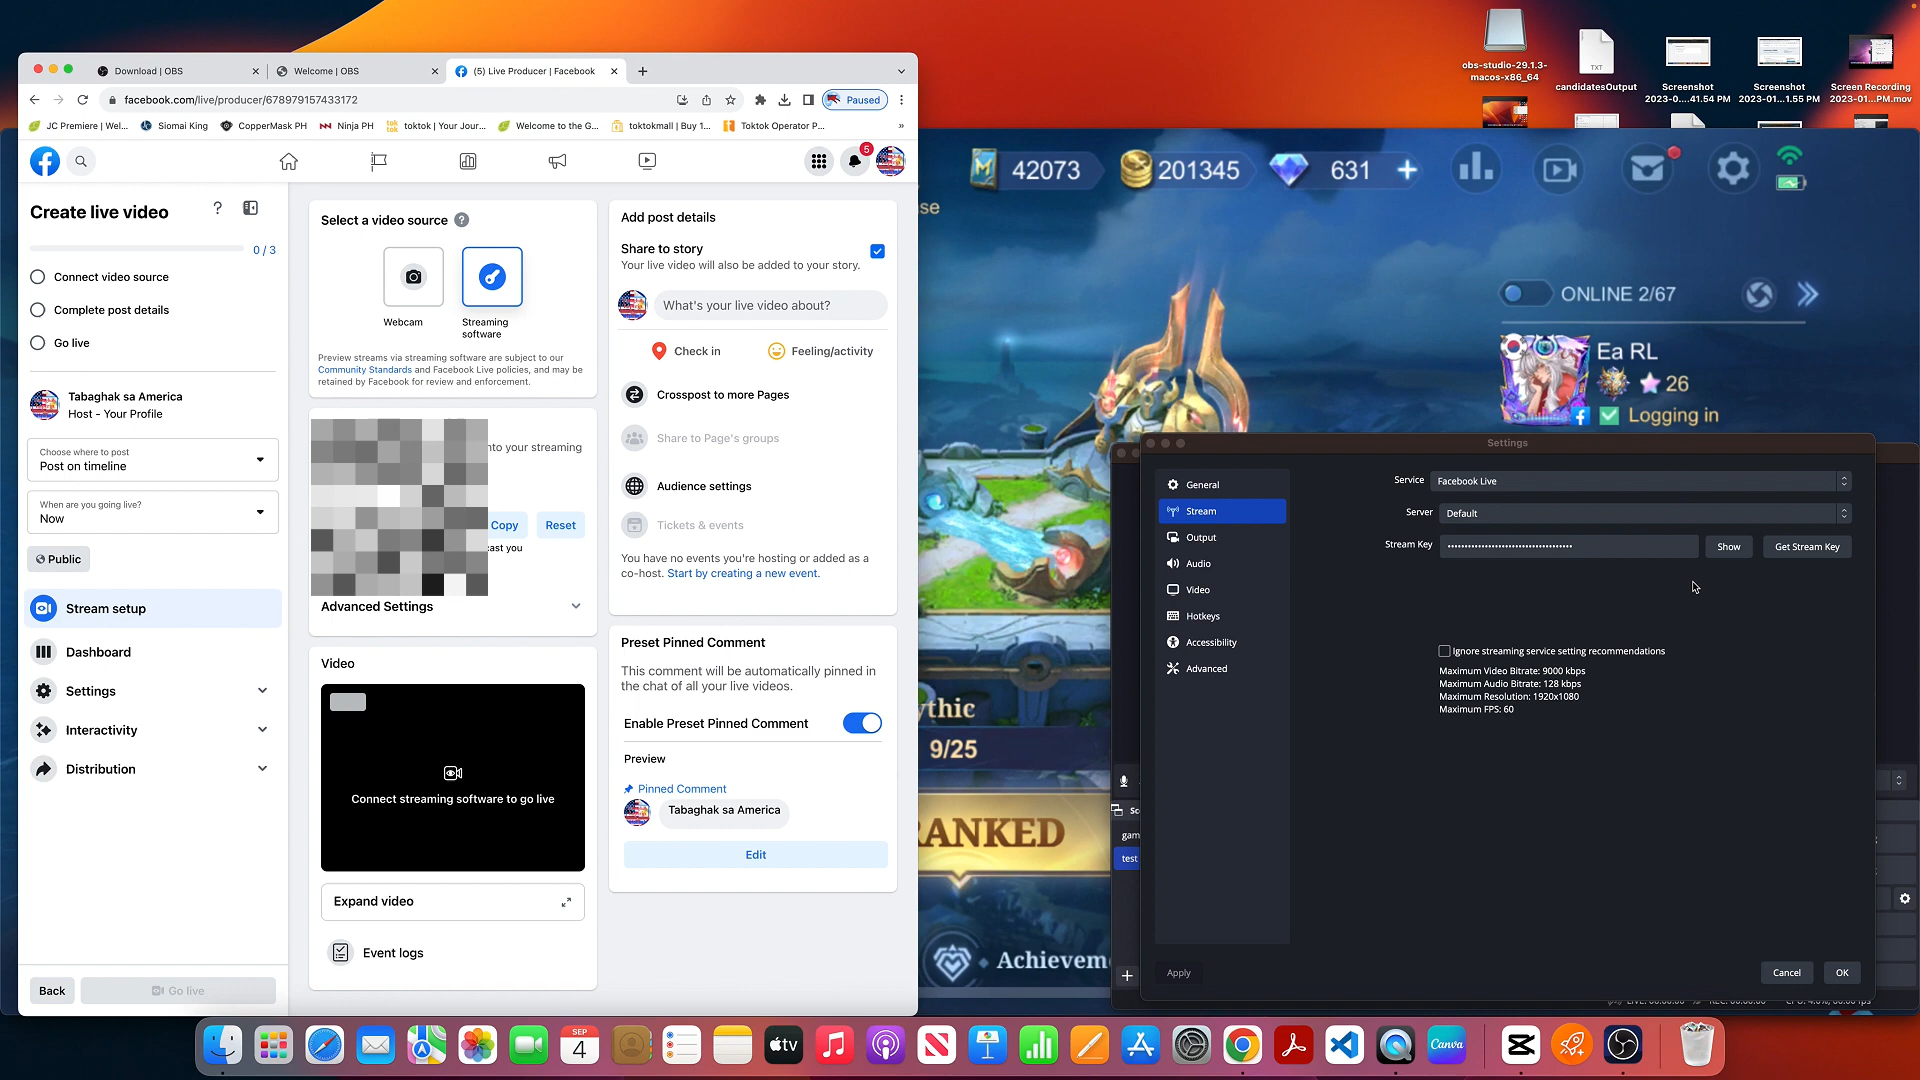 Download | OBS
Welcome | OBS
(5) Live Producer | Facebook
facebook.com/live/producer/678979157433172
Paused
JC Premiere | Wel...
Siomai King
CopperMask PH
Ninja PH
toktok | Your Jour...
Welcome to the G...
toktokmall | Buy 1...
Toktok Operator P...
»
5
Create live video
?
0 / 3
Connect video source
Complete post details
Go live
Tabaghak sa America
Host - Your Profile
Choose where to post
Post on timeline
When are you going live?
Now
Public
Stream setup
Dashboard
Settings
Interactivity
Distribution
Back
Go live
Select a video source
Webcam
Streaming
software
Preview streams via streaming software are subject to our
Community Standards and Facebook Live policies, and may be
retained by Facebook for review and enforcement.
nto your streaming
Copy
Reset
cast you
Advanced Settings
Video
Connect streaming software to go live
Expand video
Event logs
Add post details
Share to story
Your live video will also be added to your story.
What's your live video about?
Check in
Feeling/activity
Crosspost to more Pages
Share to Page's groups
Audience settings
Tickets & events
You have no events you're hosting or added as a
co-host. Start by creating a new event.
Preset Pinned Comment
This comment will be automatically pinned in
the chat of all your live videos.
Enable Preset Pinned Comment
Preview
Pinned Comment
Tabaghak sa America
Edit
obs-studio-29.1.3-
macos-x86_64
TXT
candidatesOutput
Screenshot
2023-0....41.54 PM
Screenshot
2023-01...1.55 PM
Screen Recording
2023-01...PM.mov
42073
201345
631
se
ONLINE 2/67
Ea RL
26
Logging in
ythic
9/25
RANKED
Achieveme
Settings
General
Stream
Output
Audio
Video
Hotkeys
Accessibility
Advanced
Service
Facebook Live
Server
Default
Stream Key
Show
Get Stream Key
Ignore streaming service setting recommendations
Maximum Video Bitrate: 9000 kbps
Maximum Audio Bitrate: 128 kbps
Maximum Resolution: 1920x1080
Maximum FPS: 60
Apply
Cancel
OK
Sc
gam
test
SEP
4
tv
Canva